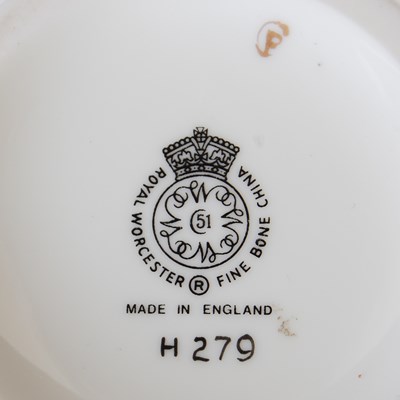 ROYAL WORCESTER ® FINE BONE CHINA
W W W W
C 51
MADE IN ENGLAND
H 279